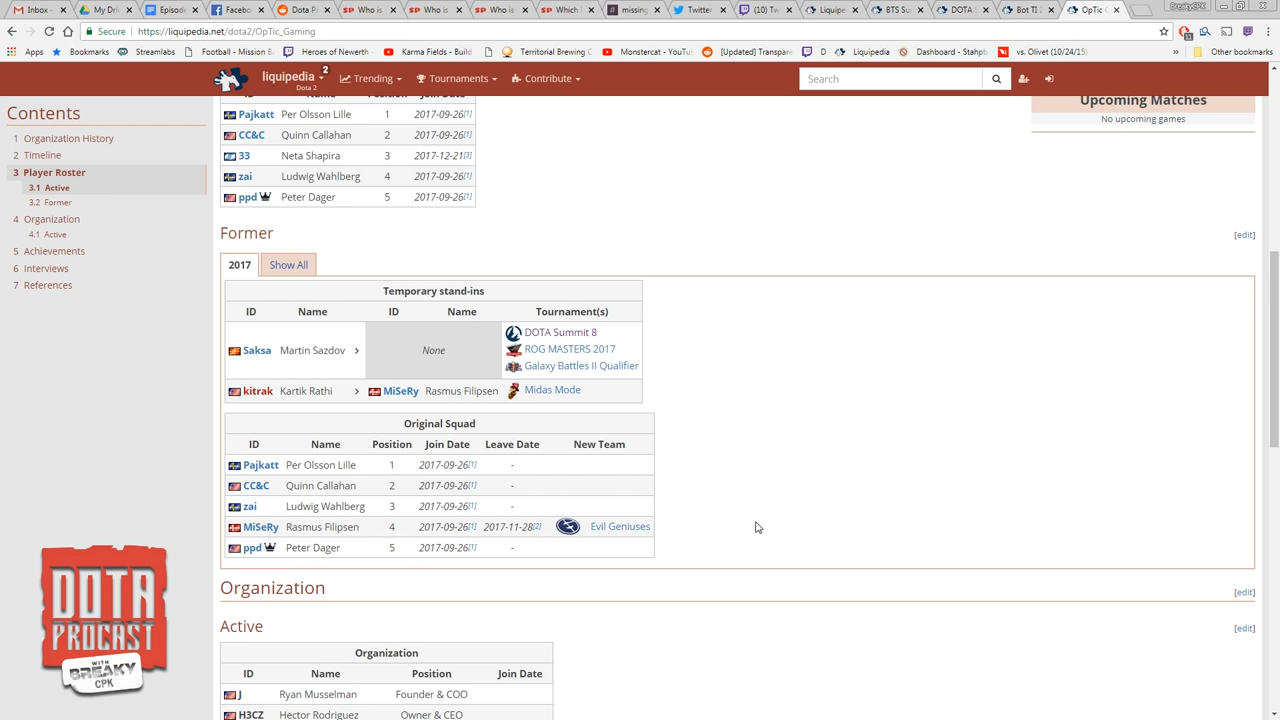 Inbox -
My Dri
Episode
Facebo
Dota P
Who is
Who is
Who is
Which
missing
Twitter
(10) Tw
Liquipe
BTS Su
DOTA
Bot TI
OpTic G
BreakyCPK
Secure
https://liquipedia.net/dota2/OpTic_Gaming
Apps
Bookmarks
Streamlabs
Football - Mission B
Heroes of Newerth -
Karma Fields - Build
Territorial Brewing C
Monstercat - YouTu
[Updated] Transpare
D
Liquipedia
Dashboard - Stahp
vs. Olivet (10/24/15)
»
Other bookmarks
liquipedia
2
Dota 2
Trending
Tournaments
Contribute
Search
Contents
1 Organization History
2 Timeline
3 Player Roster
3.1 Active
3.2 Former
4 Organization
4.1 Active
5 Achievements
6 Interviews
7 References
Pajkatt Per Olsson Lille 1 2017-09-26[1]
CC&C Quinn Callahan 2 2017-09-26[1]
33 Neta Shapira 3 2017-12-21[3]
zai Ludwig Wahlberg 4 2017-09-26[1]
ppd Peter Dager 5 2017-09-26[1]
Upcoming Matches
No upcoming games
Former
[edit]
2017 Show All
Temporary stand-ins
ID Name ID Name Tournament(s)
Saksa Martin Sazdov › None
DOTA Summit 8
ROG MASTERS 2017
Galaxy Battles II Qualifier
kitrak Kartik Rathi › MiSeRy Rasmus Filipsen Midas Mode
Original Squad
ID Name Position Join Date Leave Date New Team
Pajkatt Per Olsson Lille 1 2017-09-26[1] -
CC&C Quinn Callahan 2 2017-09-26[1] -
zai Ludwig Wahlberg 3 2017-09-26[1] -
MiSeRy Rasmus Filipsen 4 2017-09-26[1] 2017-11-28[2] Evil Geniuses
ppd Peter Dager 5 2017-09-26[1] -
Organization
[edit]
Active
[edit]
Organization
ID Name Position Join Date
J Ryan Musselman Founder & COO
H3CZ Hector Rodriguez Owner & CEO
DOTA
PROCAST
WITH
BREAKY
CPK